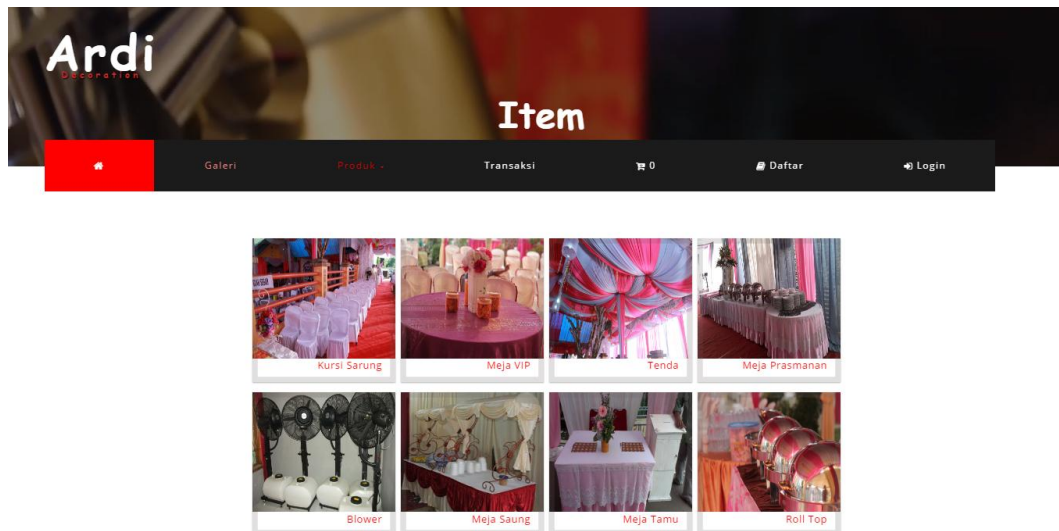 Ardi
Decoration
Item
Galeri
Produk
Transaksi
0
Daftar
Login
Kursi Sarung
Meja VIP
Tenda
Meja Prasmanan
Blower
Meja Saung
Meja Tamu
Roll Top